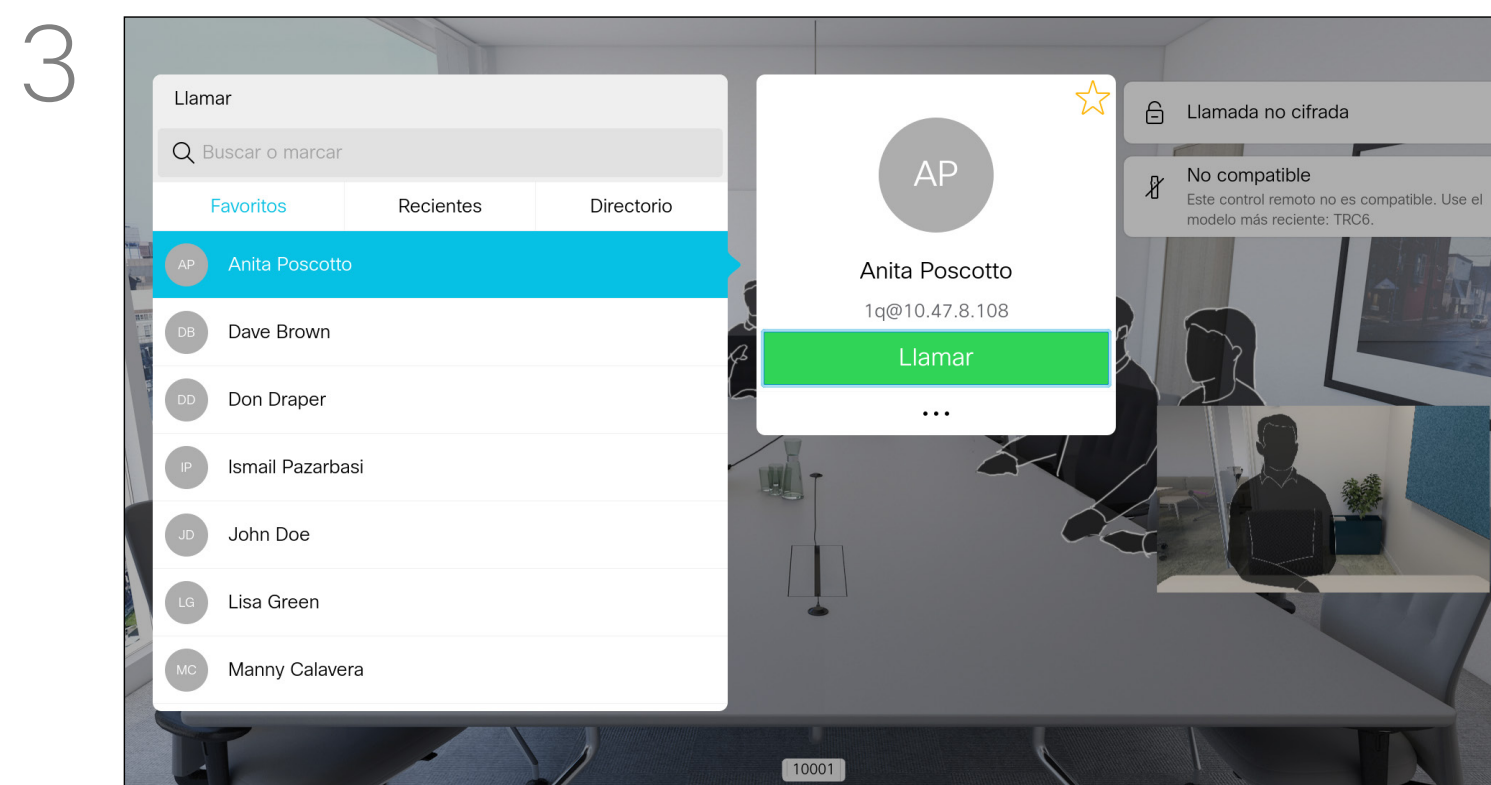 3
Llamar
Buscar o marcar
Favoritos Recientes Directorio
AP Anita Poscotto
DB Dave Brown
DD Don Draper
IP Ismail Pazarbasi
JD John Doe
LG Lisa Green
MC Manny Calavera
AP
Anita Poscotto
1q@10.47.8.108
Llamar
...
Llamada no cifrada
No compatible
Este control remoto no es compatible. Use el
modelo más reciente: TRC6.
10001